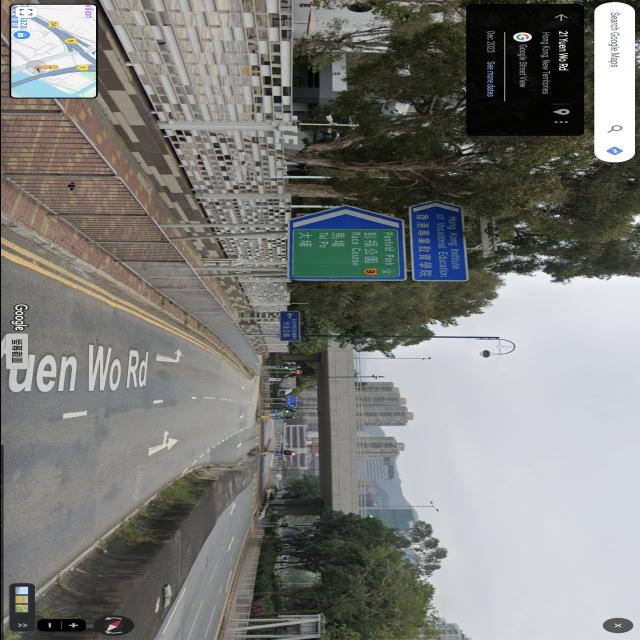 Search Google Maps
21 Yuen Wo Rd
Hong Kong, New Territories
Google Street View
Dec 2020 See more dates
Hong Kong Institute
of Vocational Education
香港專業教育學院
Penfold Park
彭福公園
Race Course
馬場
Tai Po
大埔
9
uen Wo Rd
Google